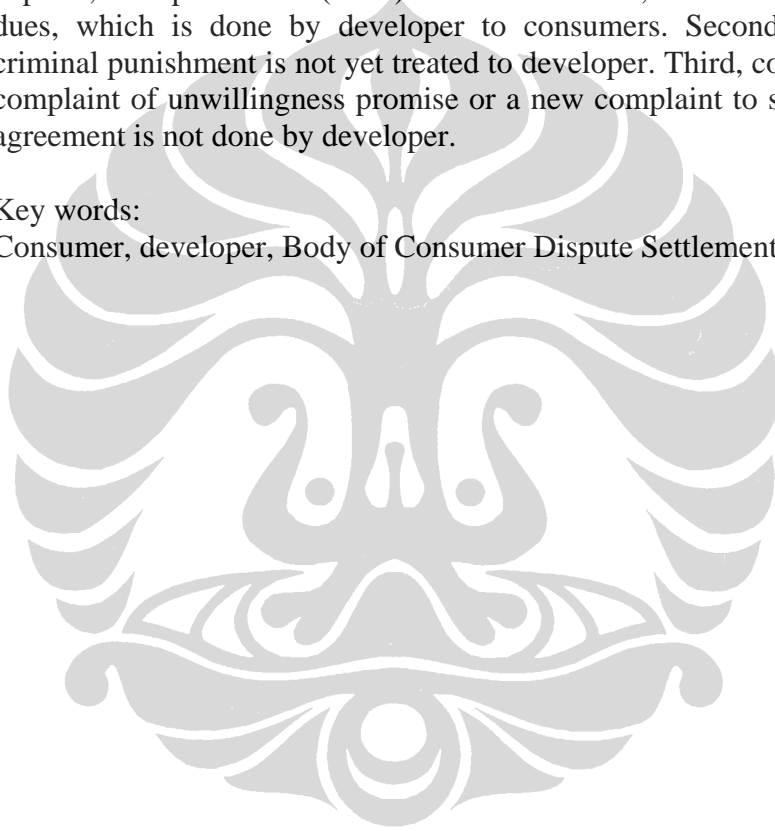 dues, which is done by developer to consumers. Second
criminal punishment is not yet treated to developer. Third, co
complaint of unwillingness promise or a new complaint to s
agreement is not done by developer.
Key words:
Consumer, developer, Body of Consumer Dispute Settlement